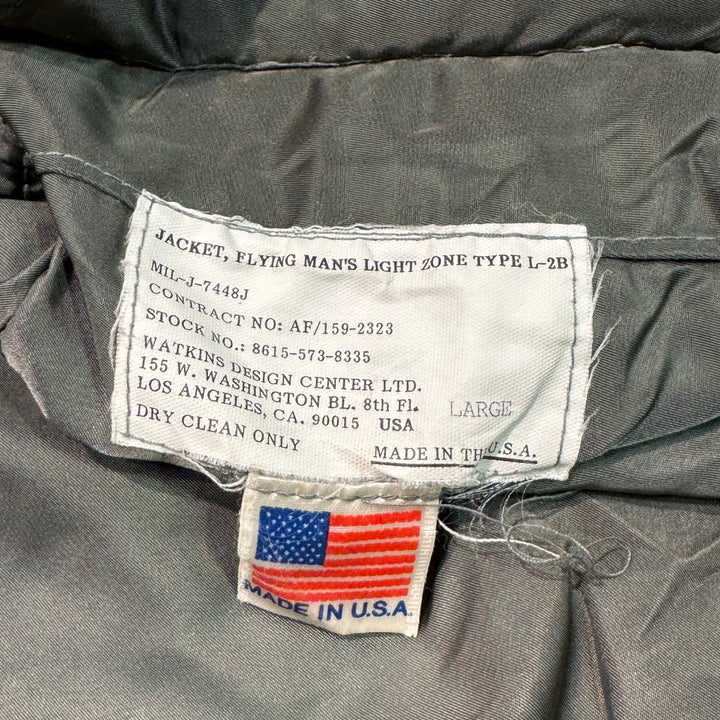 JACKET, FLYING MAN'S LIGHT ZONE TYPE L-2B
MIL-J-7448J
CONTRACT NO: AF/159-2323
STOCK NO.: 8615-573-8335
WATKINS DESIGN CENTER LTD.
155 W. WASHINGTON BL. 8th Fl.
LOS ANGELES, CA. 90015 USA LARGE
DRY CLEAN ONLY MADE IN TH U.S.A.
MADE IN U.S.A.